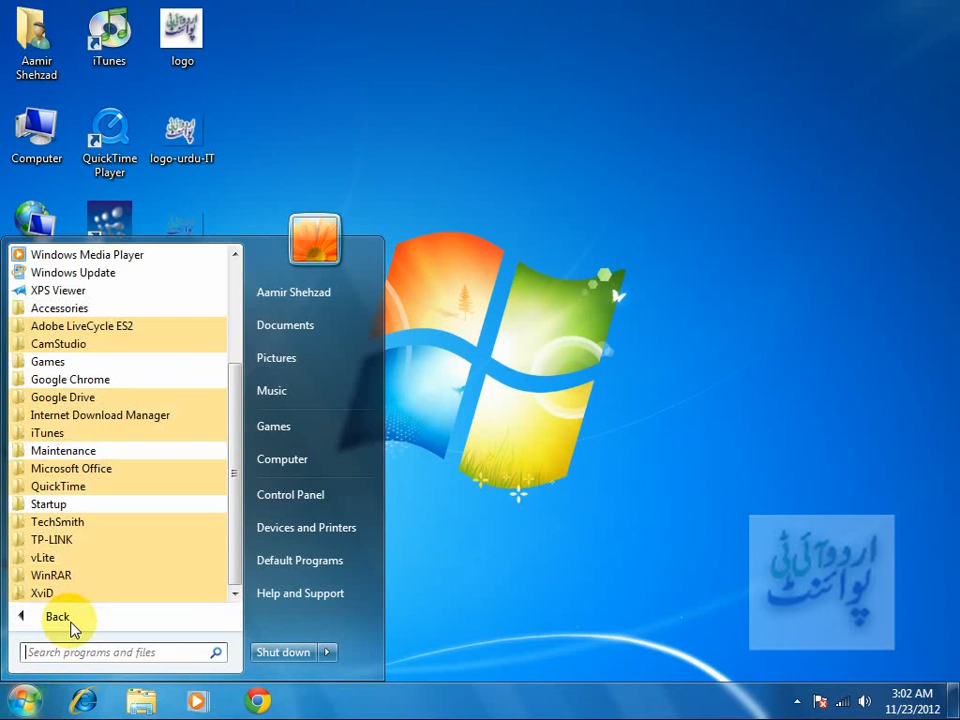 Aamir
Shehzad
iTunes
logo
Computer
QuickTime
Player
logo-urdu-IT
Windows Media Player
Windows Update
XPS Viewer
Accessories
Adobe LiveCycle ES2
CamStudio
Games
Google Chrome
Google Drive
Internet Download Manager
iTunes
Maintenance
Microsoft Office
QuickTime
Startup
TechSmith
TP-LINK
vLite
WinRAR
XviD
Back
Search programs and files
Aamir Shehzad
Documents
Pictures
Music
Games
Computer
Control Panel
Devices and Printers
Default Programs
Help and Support
Shut down
اردو آئی ٹی
پوائنٹ
3:02 AM
11/23/2012